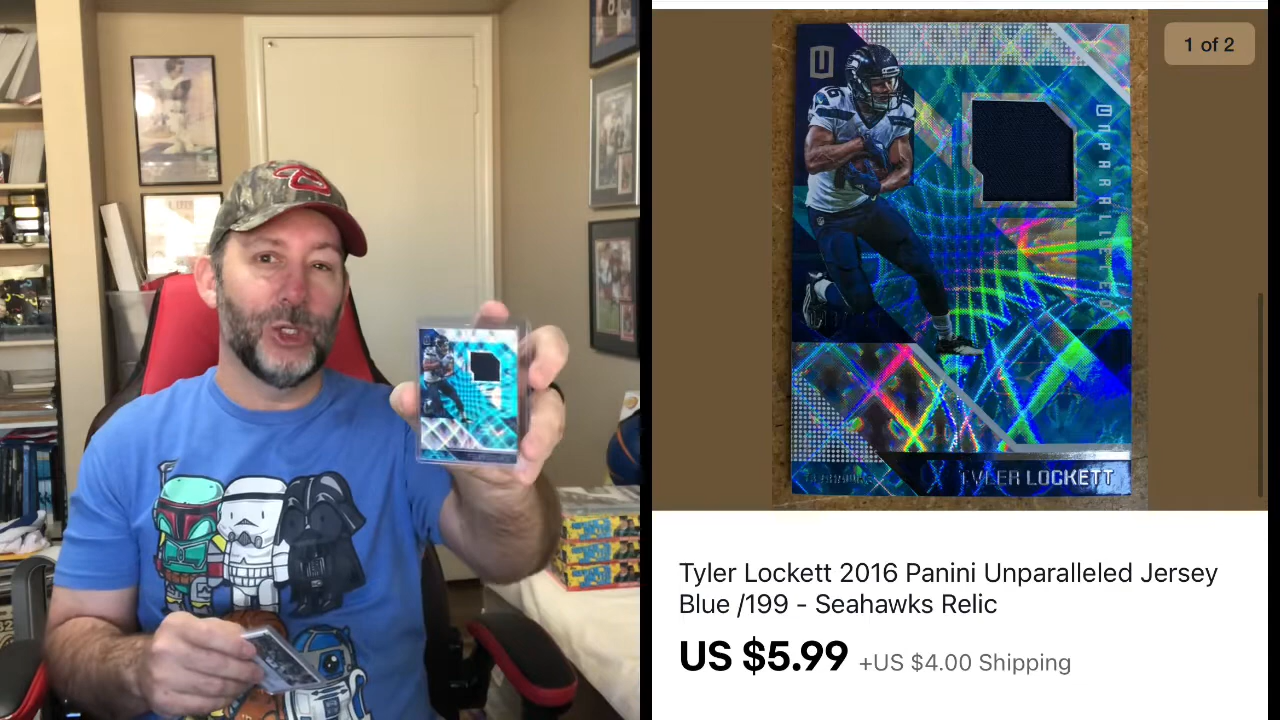 1 of 2
U
UNPARALLELED
TYLER LOCKETT
Tyler Lockett 2016 Panini Unparalleled Jersey
Blue /199 - Seahawks Relic
US $5.99 +US $4.00 Shipping